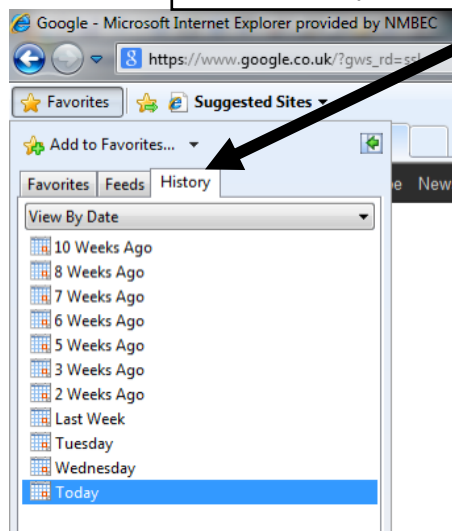 Google - Microsoft Internet Explorer provided by NMBEC
https://www.google.co.uk/?gws_rd=ssl
Favorites Suggested Sites
Add to Favorites...
Favorites Feeds History
New
View By Date
10 Weeks Ago
8 Weeks Ago
7 Weeks Ago
6 Weeks Ago
5 Weeks Ago
3 Weeks Ago
2 Weeks Ago
Last Week
Tuesday
Wednesday
Today